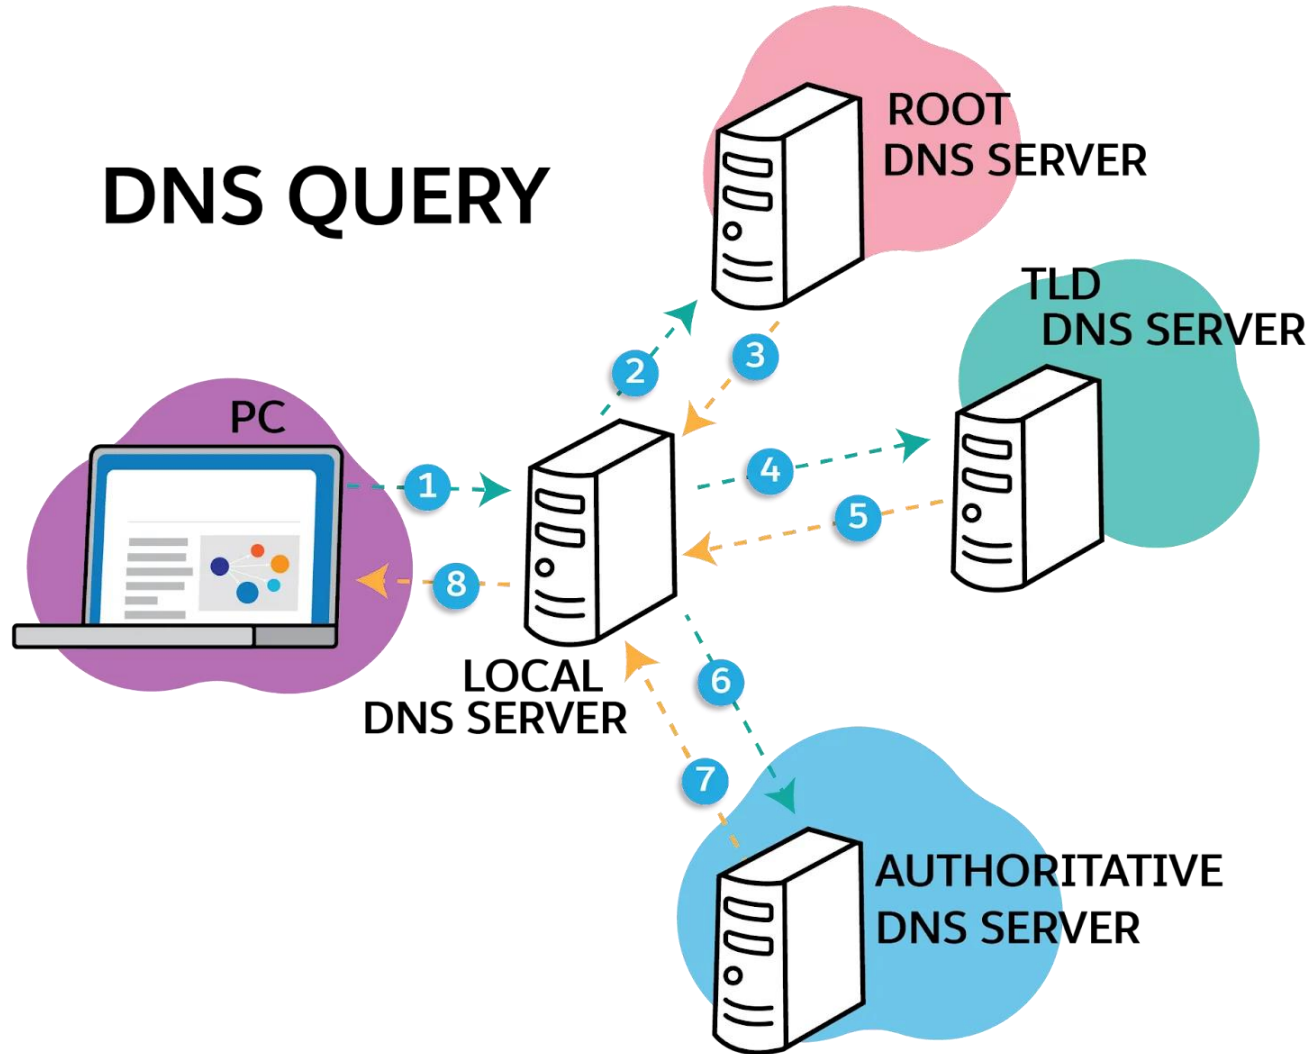 DNS QUERY
ROOT
DNS SERVER
TLD
DNS SERVER
PC
1
2
3
4
5
8
LOCAL
DNS SERVER
6
7
AUTHORITATIVE
DNS SERVER